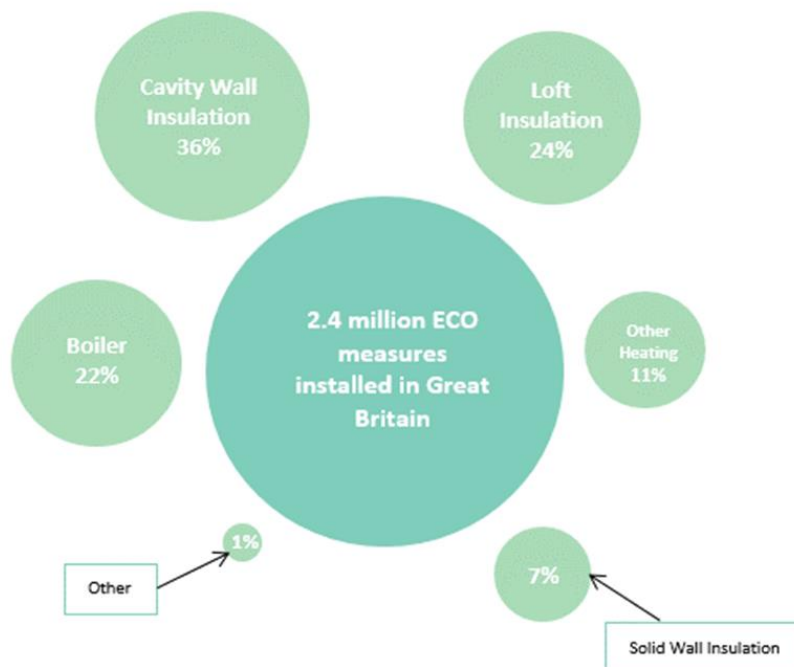 Cavity Wall
Insulation
36%
Loft
Insulation
24%
2.4 million ECO
measures
installed in Great
Britain
Boiler
22%
Other
Heating
11%
1%
Other
7%
Solid Wall Insulation